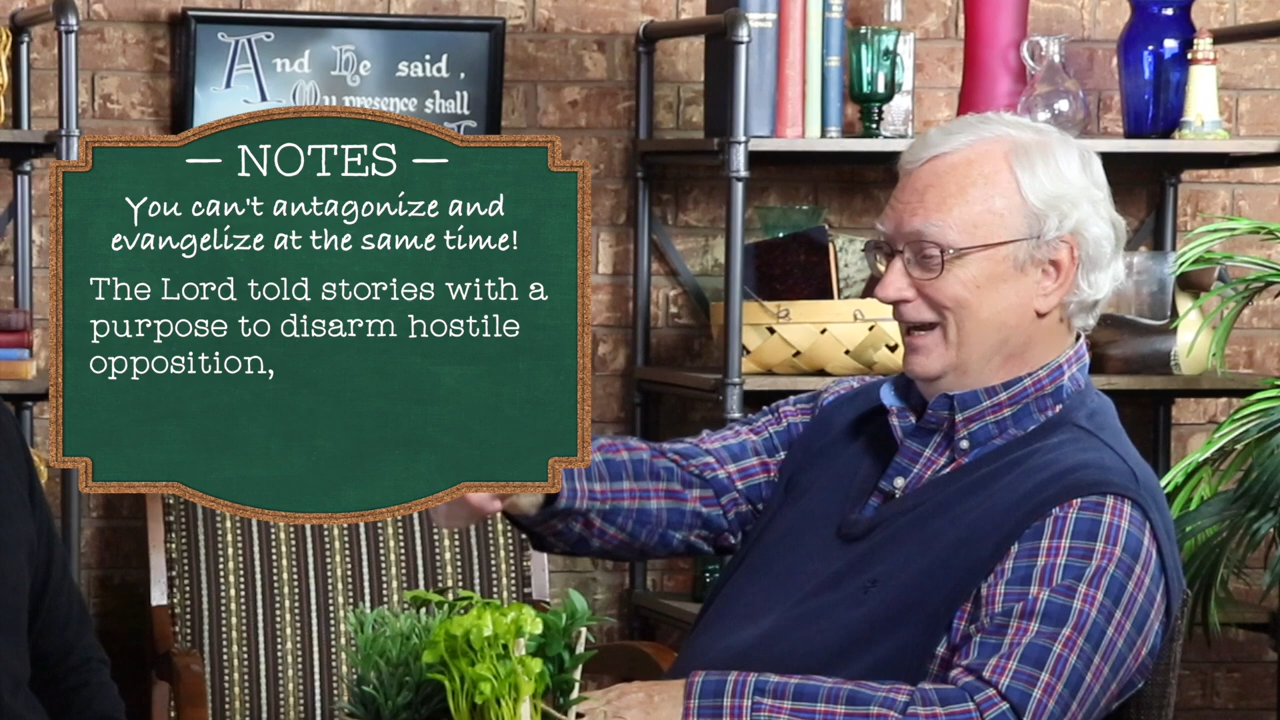 And He said,
My presence shall
— NOTES —
You can't antagonize and
evangelize at the same time!
The Lord told stories with a
purpose to disarm hostile
opposition,